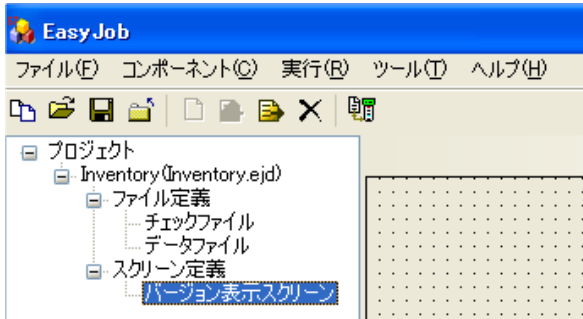 EasyJob
ファイル(F) コンポーネント(C) 実行(R) ツール(T) ヘルプ(H)
プロジェクト
Inventory(Inventory.ejd)
ファイル定義
チェックファイル
データファイル
スクリーン定義
バージョン表示スクリーン